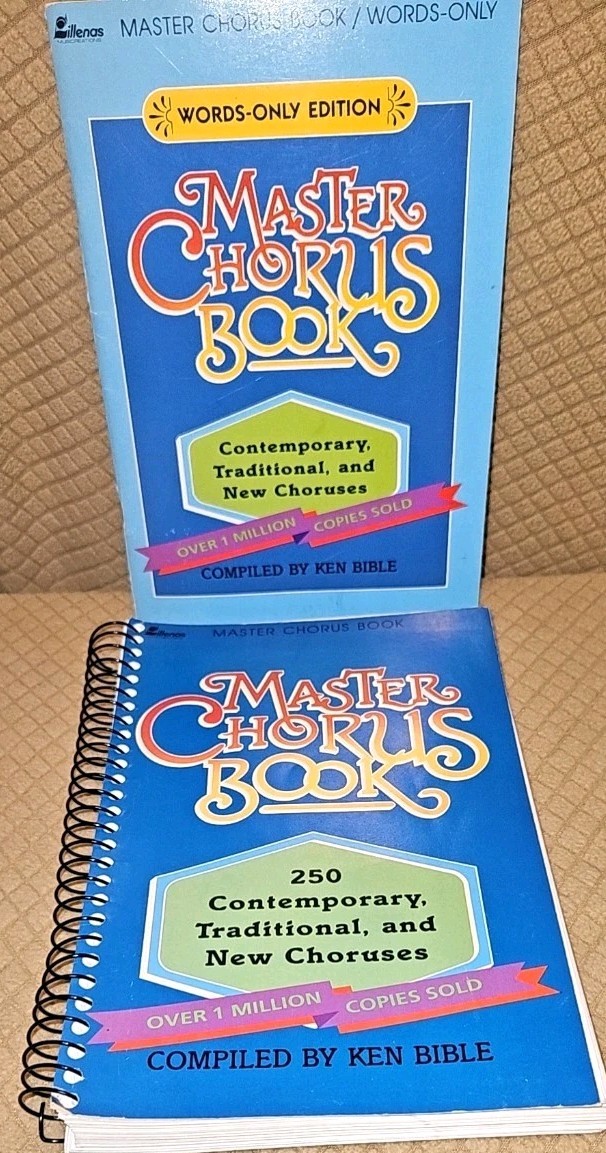 Lillenas
MUSICREATIONS
MASTER CHORUS BOOK / WORDS-ONLY
WORDS-ONLY EDITION
MASTER
CHORUS
BOOK
Contemporary,
Traditional, and
New Choruses
OVER 1 MILLION COPIES SOLD
COMPILED BY KEN BIBLE
Lillenas
MASTER CHORUS BOOK
MASTER
CHORUS
BOOK
250
Contemporary,
Traditional, and
New Choruses
OVER 1 MILLION COPIES SOLD
COMPILED BY KEN BIBLE